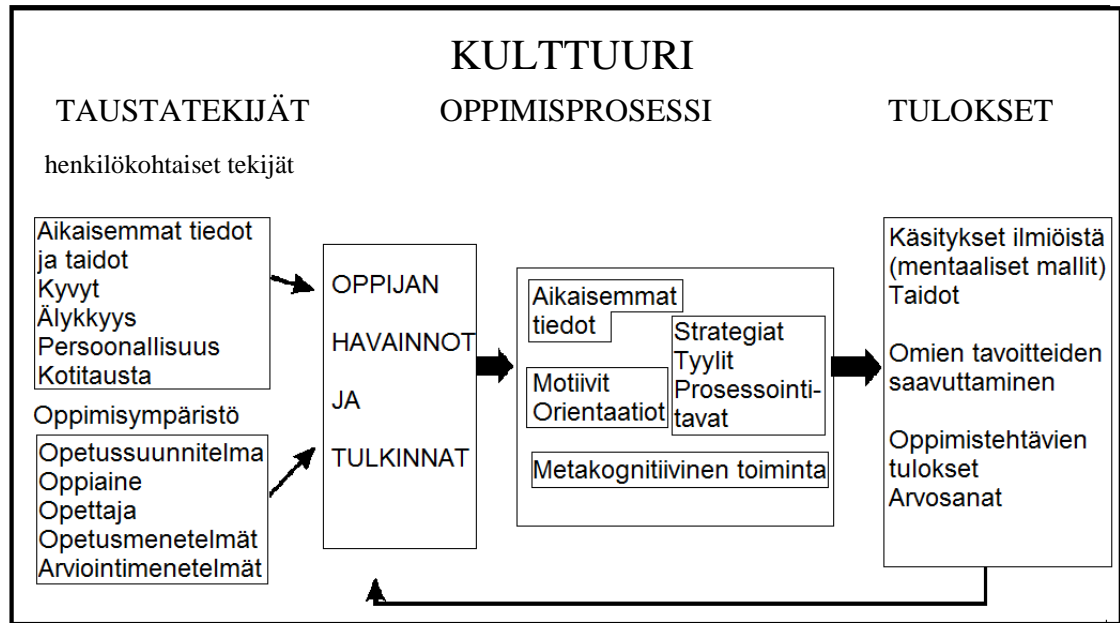 KULTTUURI
TAUSTATEKIJÄT
OPPIMISPROSESSI
TULOKSET
henkilökohtaiset tekijät
Aikaisemmat tiedot
ja taidot
Kyvyt
Älykkyys
Persoonallisuus
Kotitausta
Oppimisympäristö
Opetussuunnitelma
Oppiaine
Opettaja
Opetusmenetelmät
Arviointimenetelmät
OPPIJAN
HAVAINNOT
JA
TULKINNAT
Aikaisemmat
tiedot
Strategiat
Tyylit
Prosessointi-
tavat
Motiivit
Orientaatiot
Metakognitiivinen toiminta
Käsitykset ilmiöistä
(mentaaliset mallit)
Taidot
Omien tavoitteiden
saavuttaminen
Oppimistehtävien
tulokset
Arvosanat